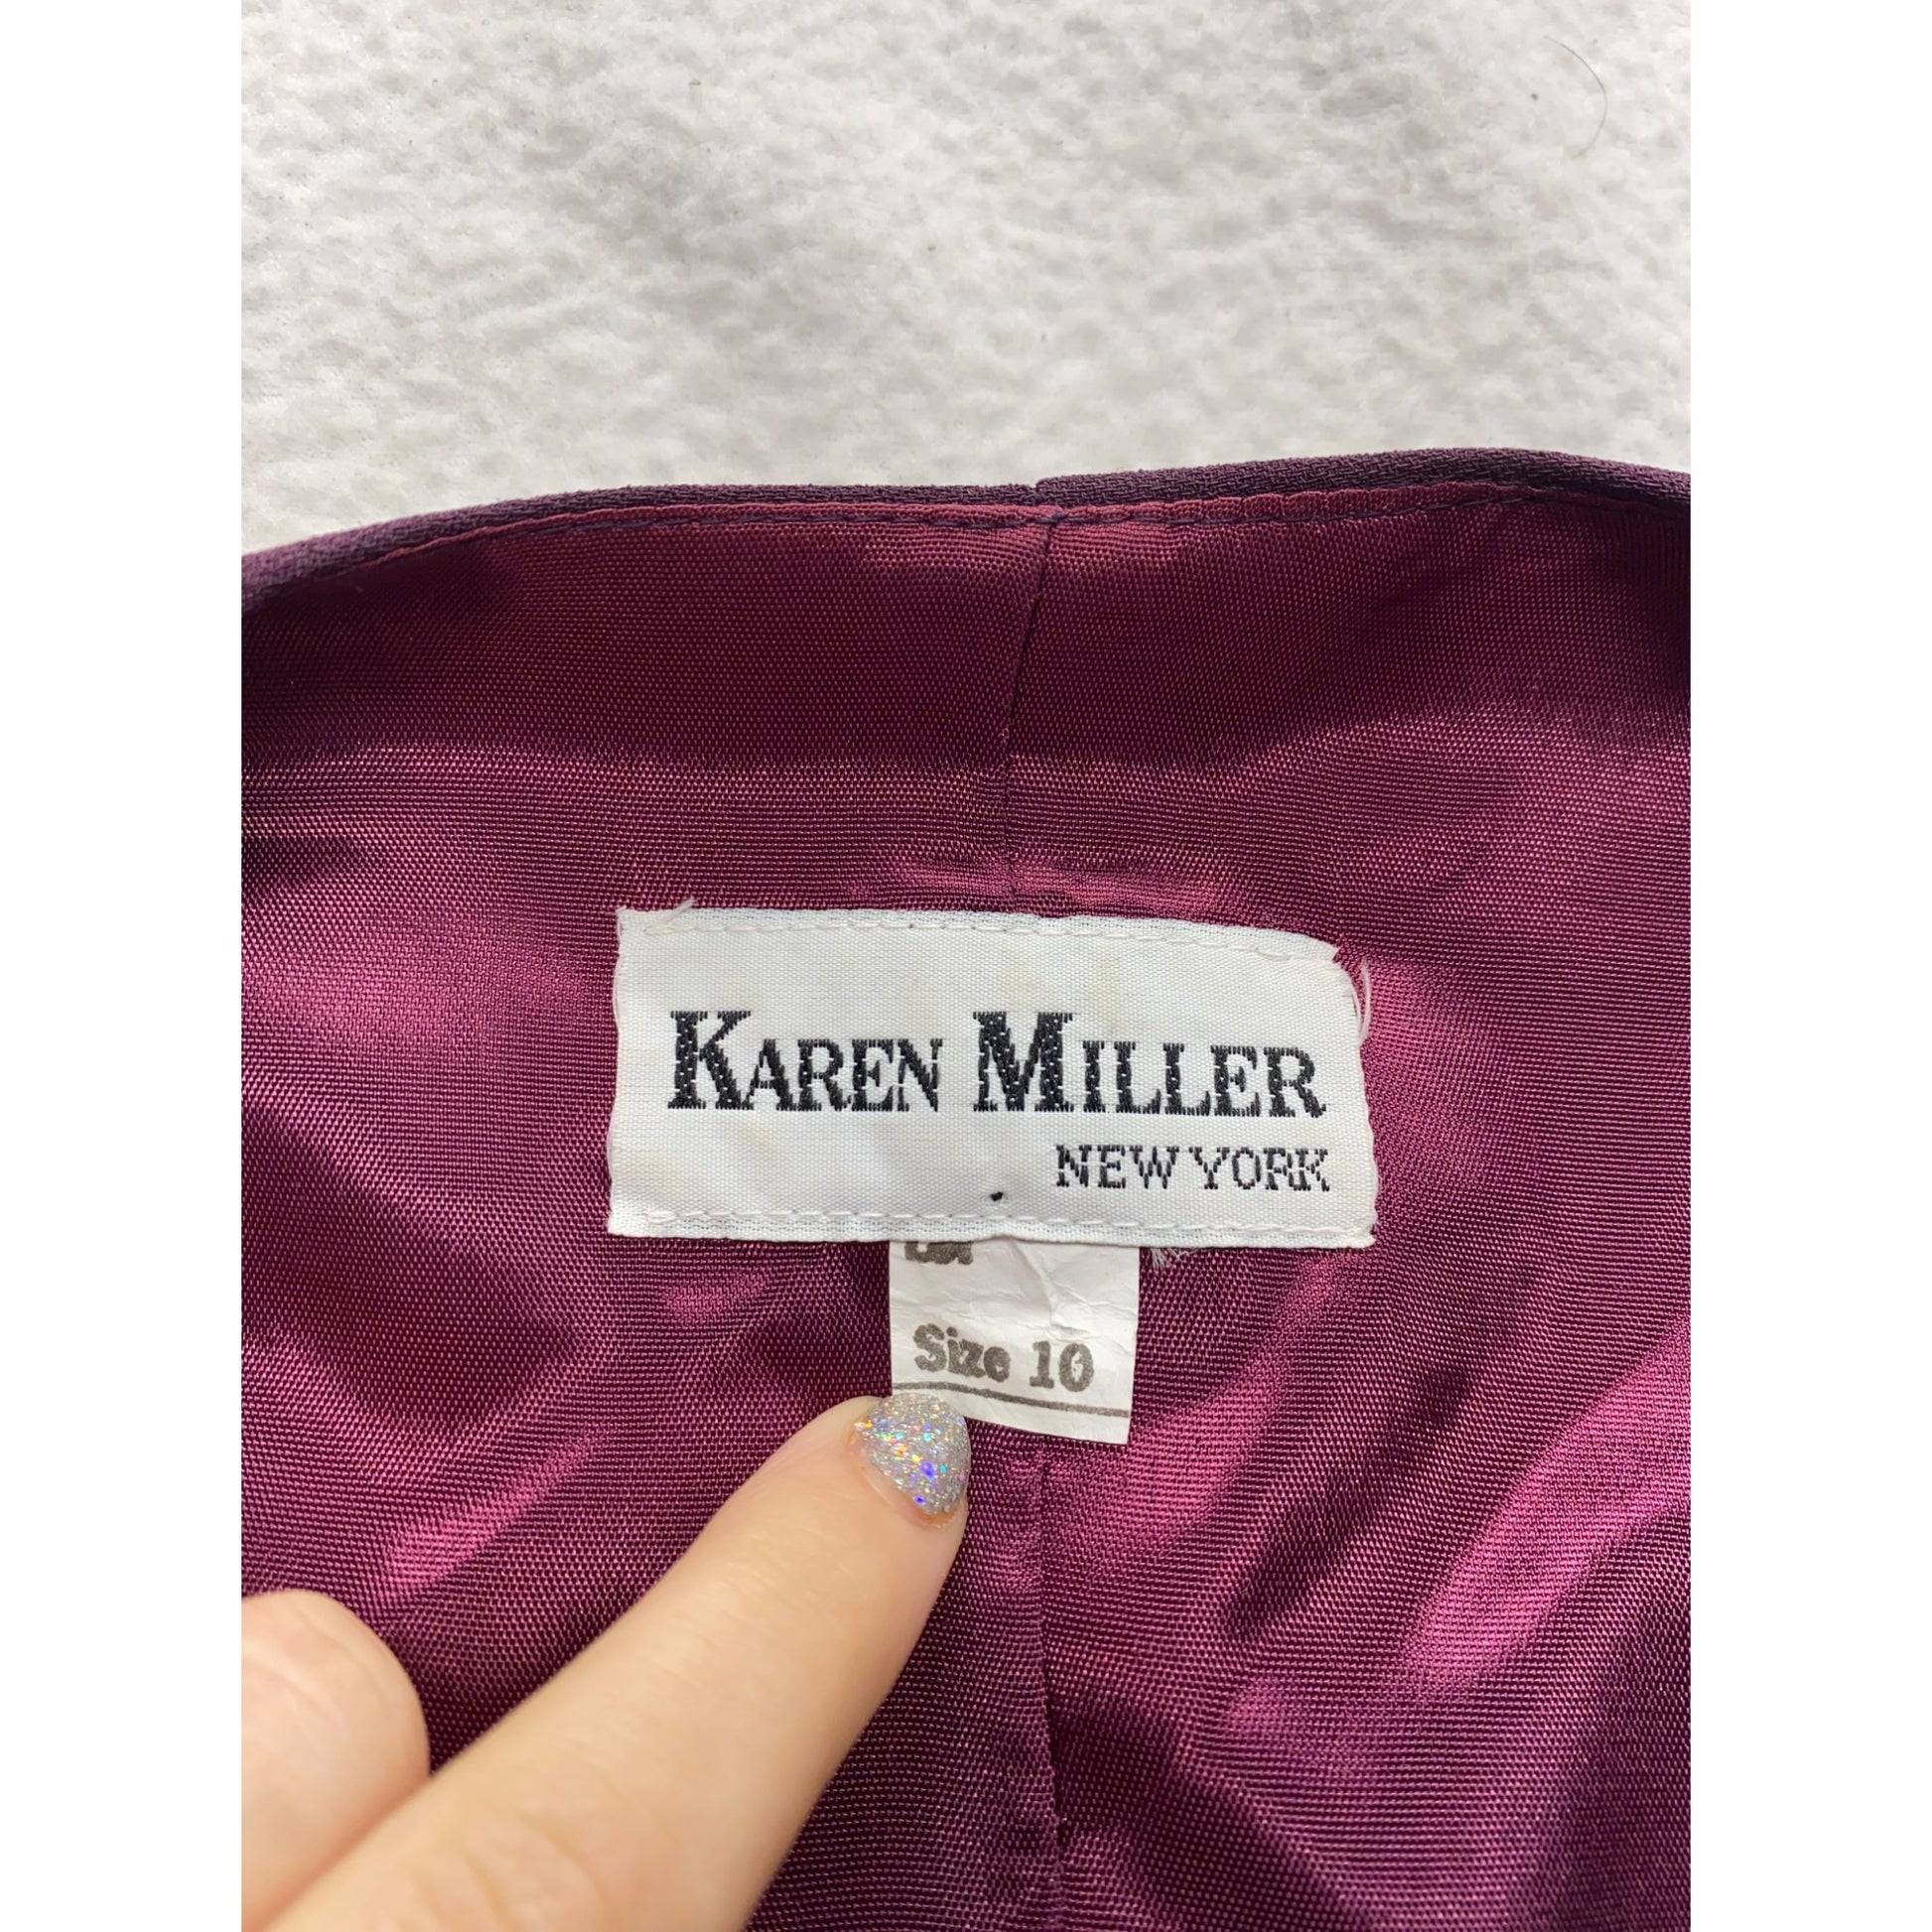 KAREN MILLER
NEW YORK
Size 10